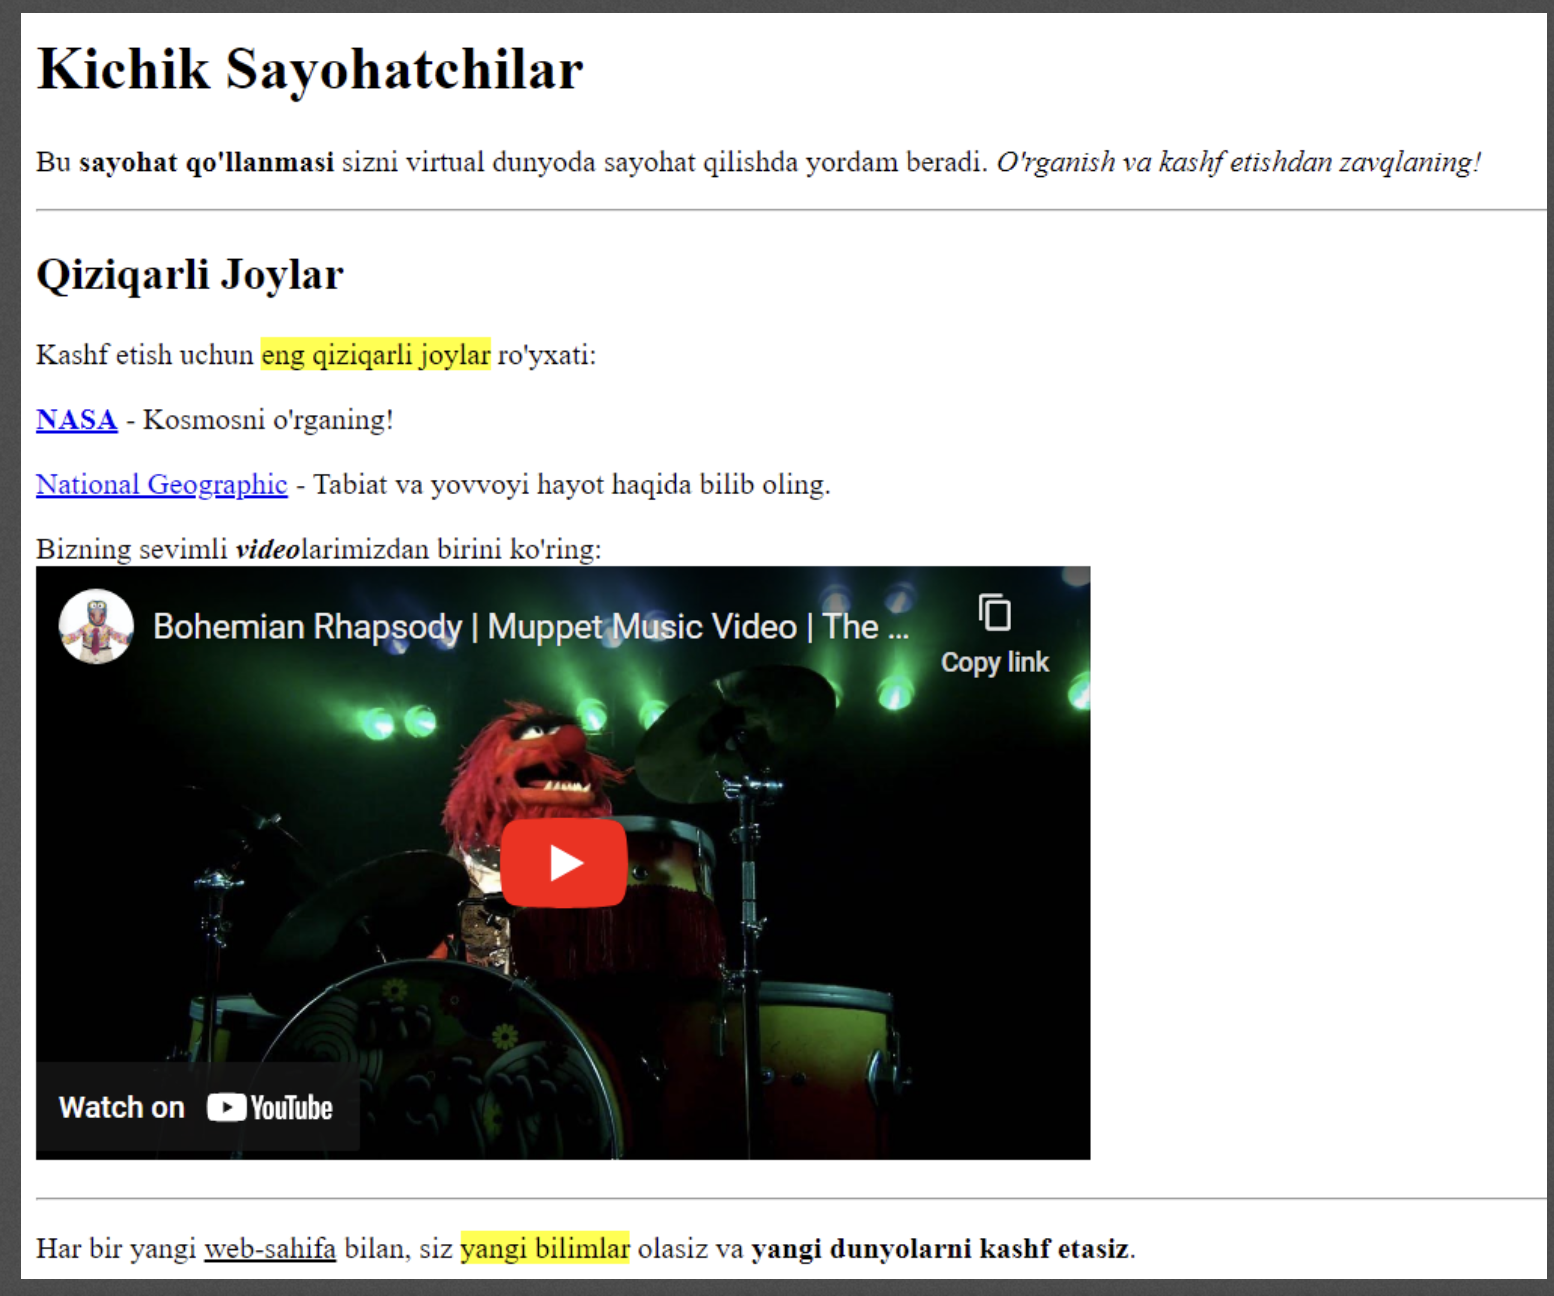 Kichik Sayohatchilar
Bu sayohat qo'llanmasi sizni virtual dunyoda sayohat qilishda yordam beradi. O'rganish va kashf etishdan zavqlaning!
Qiziqarli Joylar
Kashf etish uchun eng qiziqarli joylar ro'yxati:
NASA - Kosmosni o'rganing!
National Geographic - Tabiat va yovvoyi hayot haqida bilib oling.
Bizning sevimli videolarimizdan birini ko'ring:
Bohemian Rhapsody | Muppet Music Video | The ...
Copy link
Watch on YouTube
Har bir yangi web-sahifa bilan, siz yangi bilimlar olasiz va yangi dunyolarni kashf etasiz.